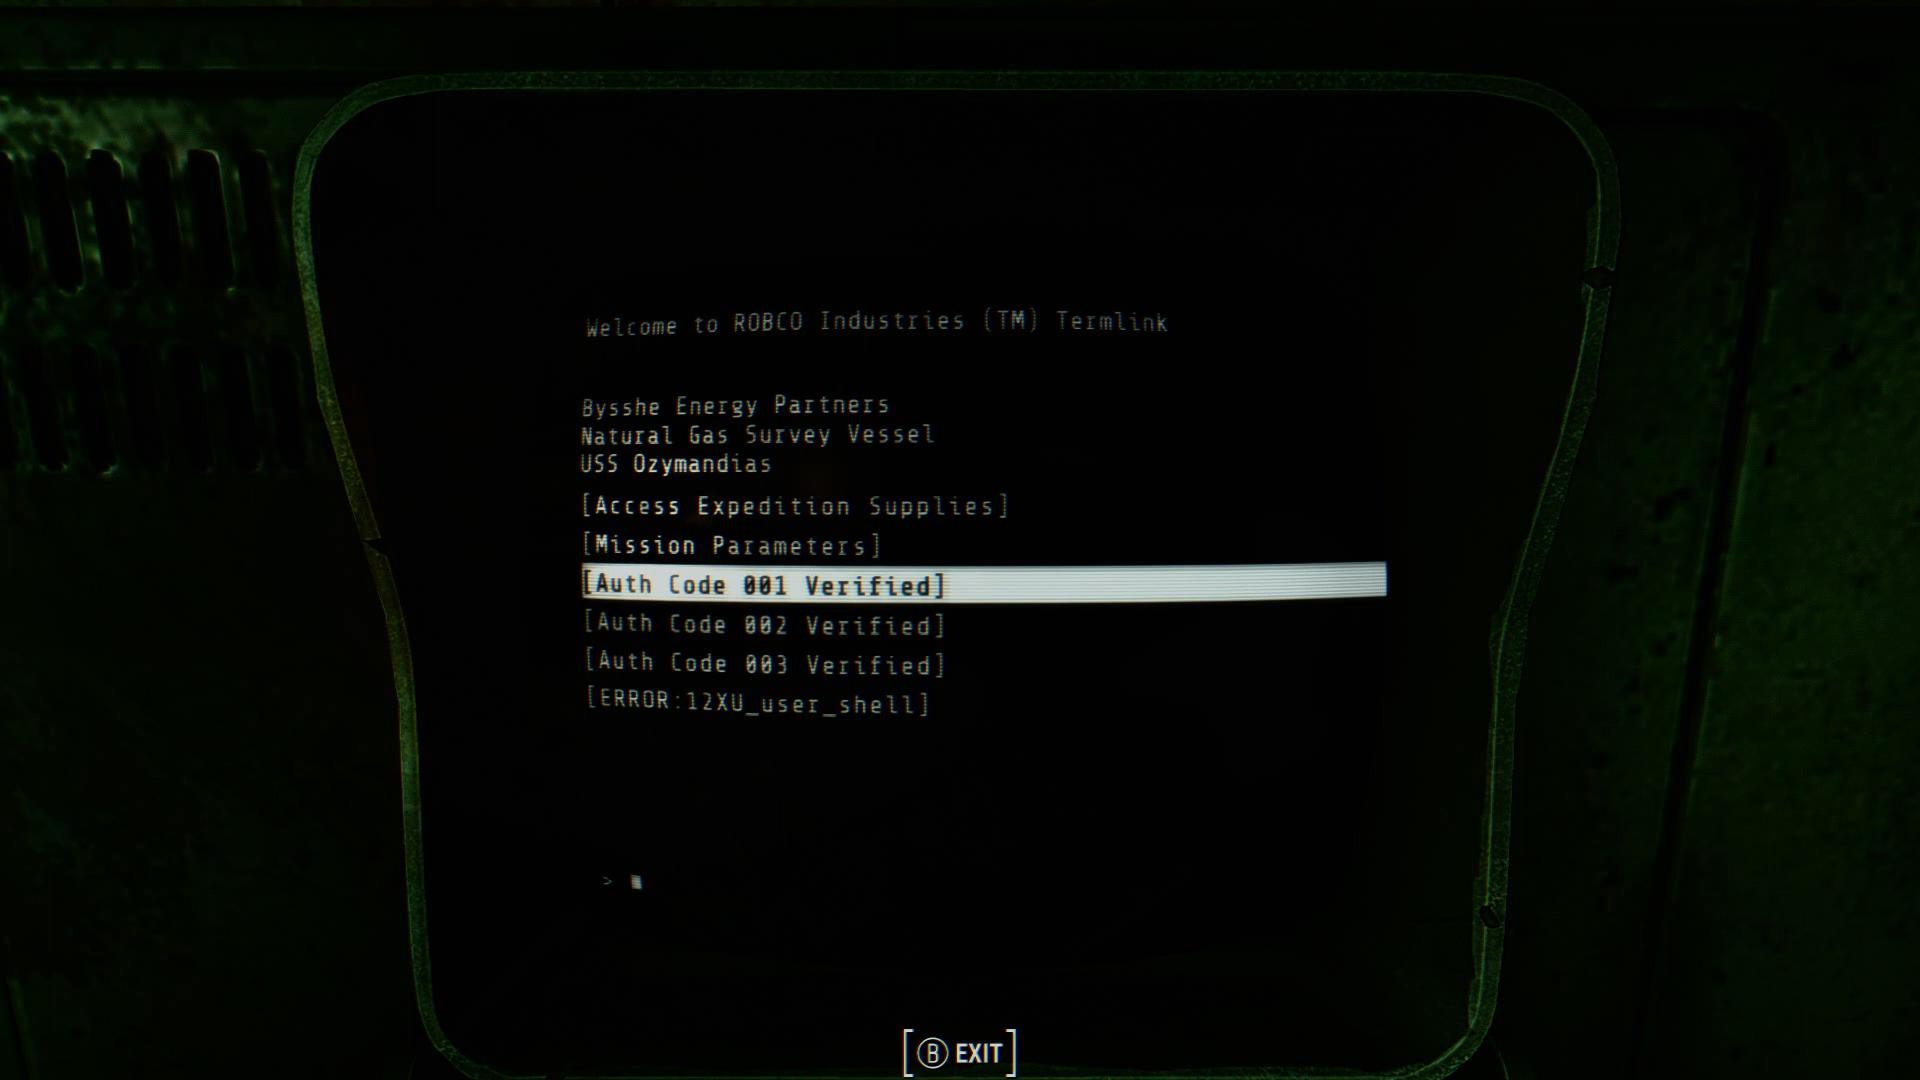 Welcome to ROBCO Industries (TM) Termlink
Bysshe Energy Partners
Natural Gas Survey Vessel
USS Ozymandias
[Access Expedition Supplies]
[Mission Parameters]
[Auth Code 001 Verified]
[Auth Code 002 Verified]
[Auth Code 003 Verified]
[ERROR:12XU_user_shell]
>
[Ⓑ EXIT]